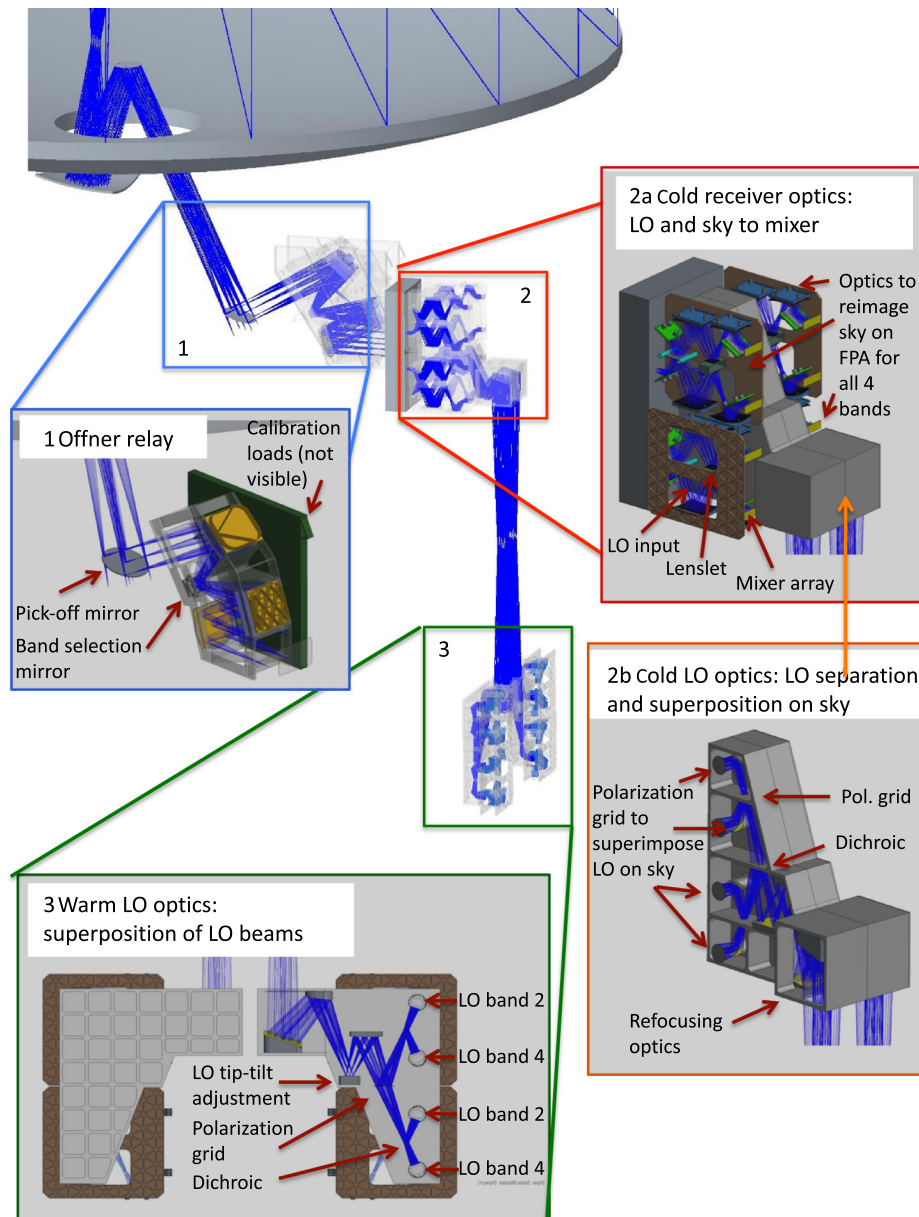 2a Cold receiver optics:
LO and sky to mixer
Optics to
reimage
sky on
FPA for
all 4
bands
LO input
Lenslet
Mixer array
1
2
1 Offner relay
Calibration
loads (not
visible)
Pick-off mirror
Band selection
mirror
3
2b Cold LO optics: LO separation
and superposition on sky
Polarization
grid to
superimpose
LO on sky
Pol. grid
Dichroic
Refocusing
optics
3 Warm LO optics:
superposition of LO beams
LO band 2
LO band 4
LO band 2
LO band 4
LO tip-tilt
adjustment
Polarization
grid
Dichroic